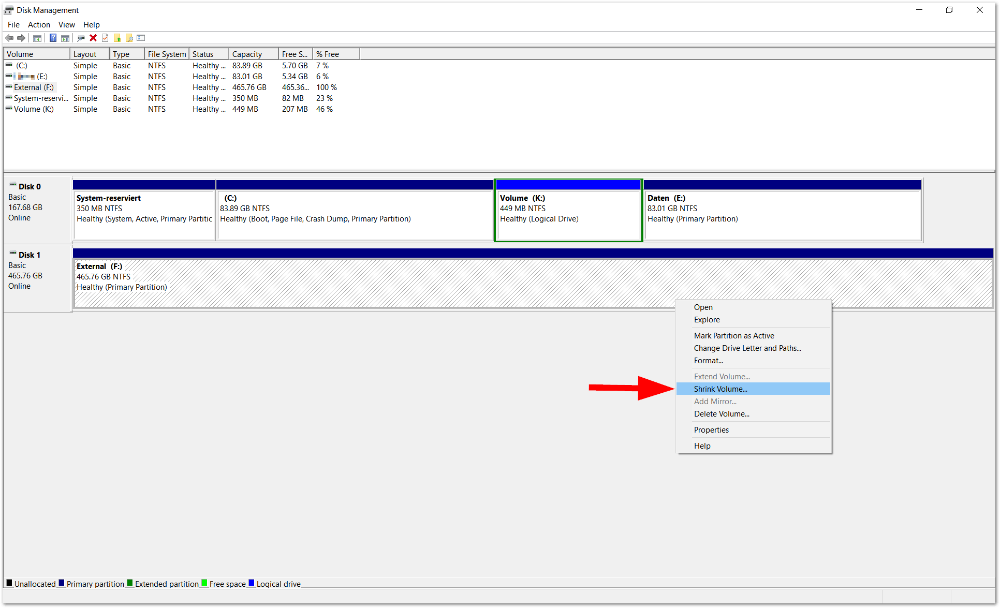 Disk Management
File Action View Help
Volume Layout Type File System Status Capacity Free S... % Free
(C:) Simple Basic NTFS Healthy ... 83.89 GB 5.70 GB 7 %
(E:) Simple Basic NTFS Healthy ... 83.01 GB 5.34 GB 6 %
External (F:) Simple Basic NTFS Healthy ... 465.76 GB 465.36... 100 %
System-reservi... Simple Basic NTFS Healthy ... 350 MB 82 MB 23 %
Volume (K:) Simple Basic NTFS Healthy ... 449 MB 207 MB 46 %
Disk 0
Basic
167.68 GB
Online
System-reserviert
350 MB NTFS
Healthy (System, Active, Primary Partitic
(C:)
83.89 GB NTFS
Healthy (Boot, Page File, Crash Dump, Primary Partition)
Volume (K:)
449 MB NTFS
Healthy (Logical Drive)
Daten (E:)
83.01 GB NTFS
Healthy (Primary Partition)
Disk 1
Basic
465.76 GB
Online
External (F:)
465.76 GB NTFS
Healthy (Primary Partition)
Open
Explore
Mark Partition as Active
Change Drive Letter and Paths...
Format...
Extend Volume...
Shrink Volume...
Add Mirror...
Delete Volume...
Properties
Help
Unallocated Primary partition Extended partition Free space Logical drive